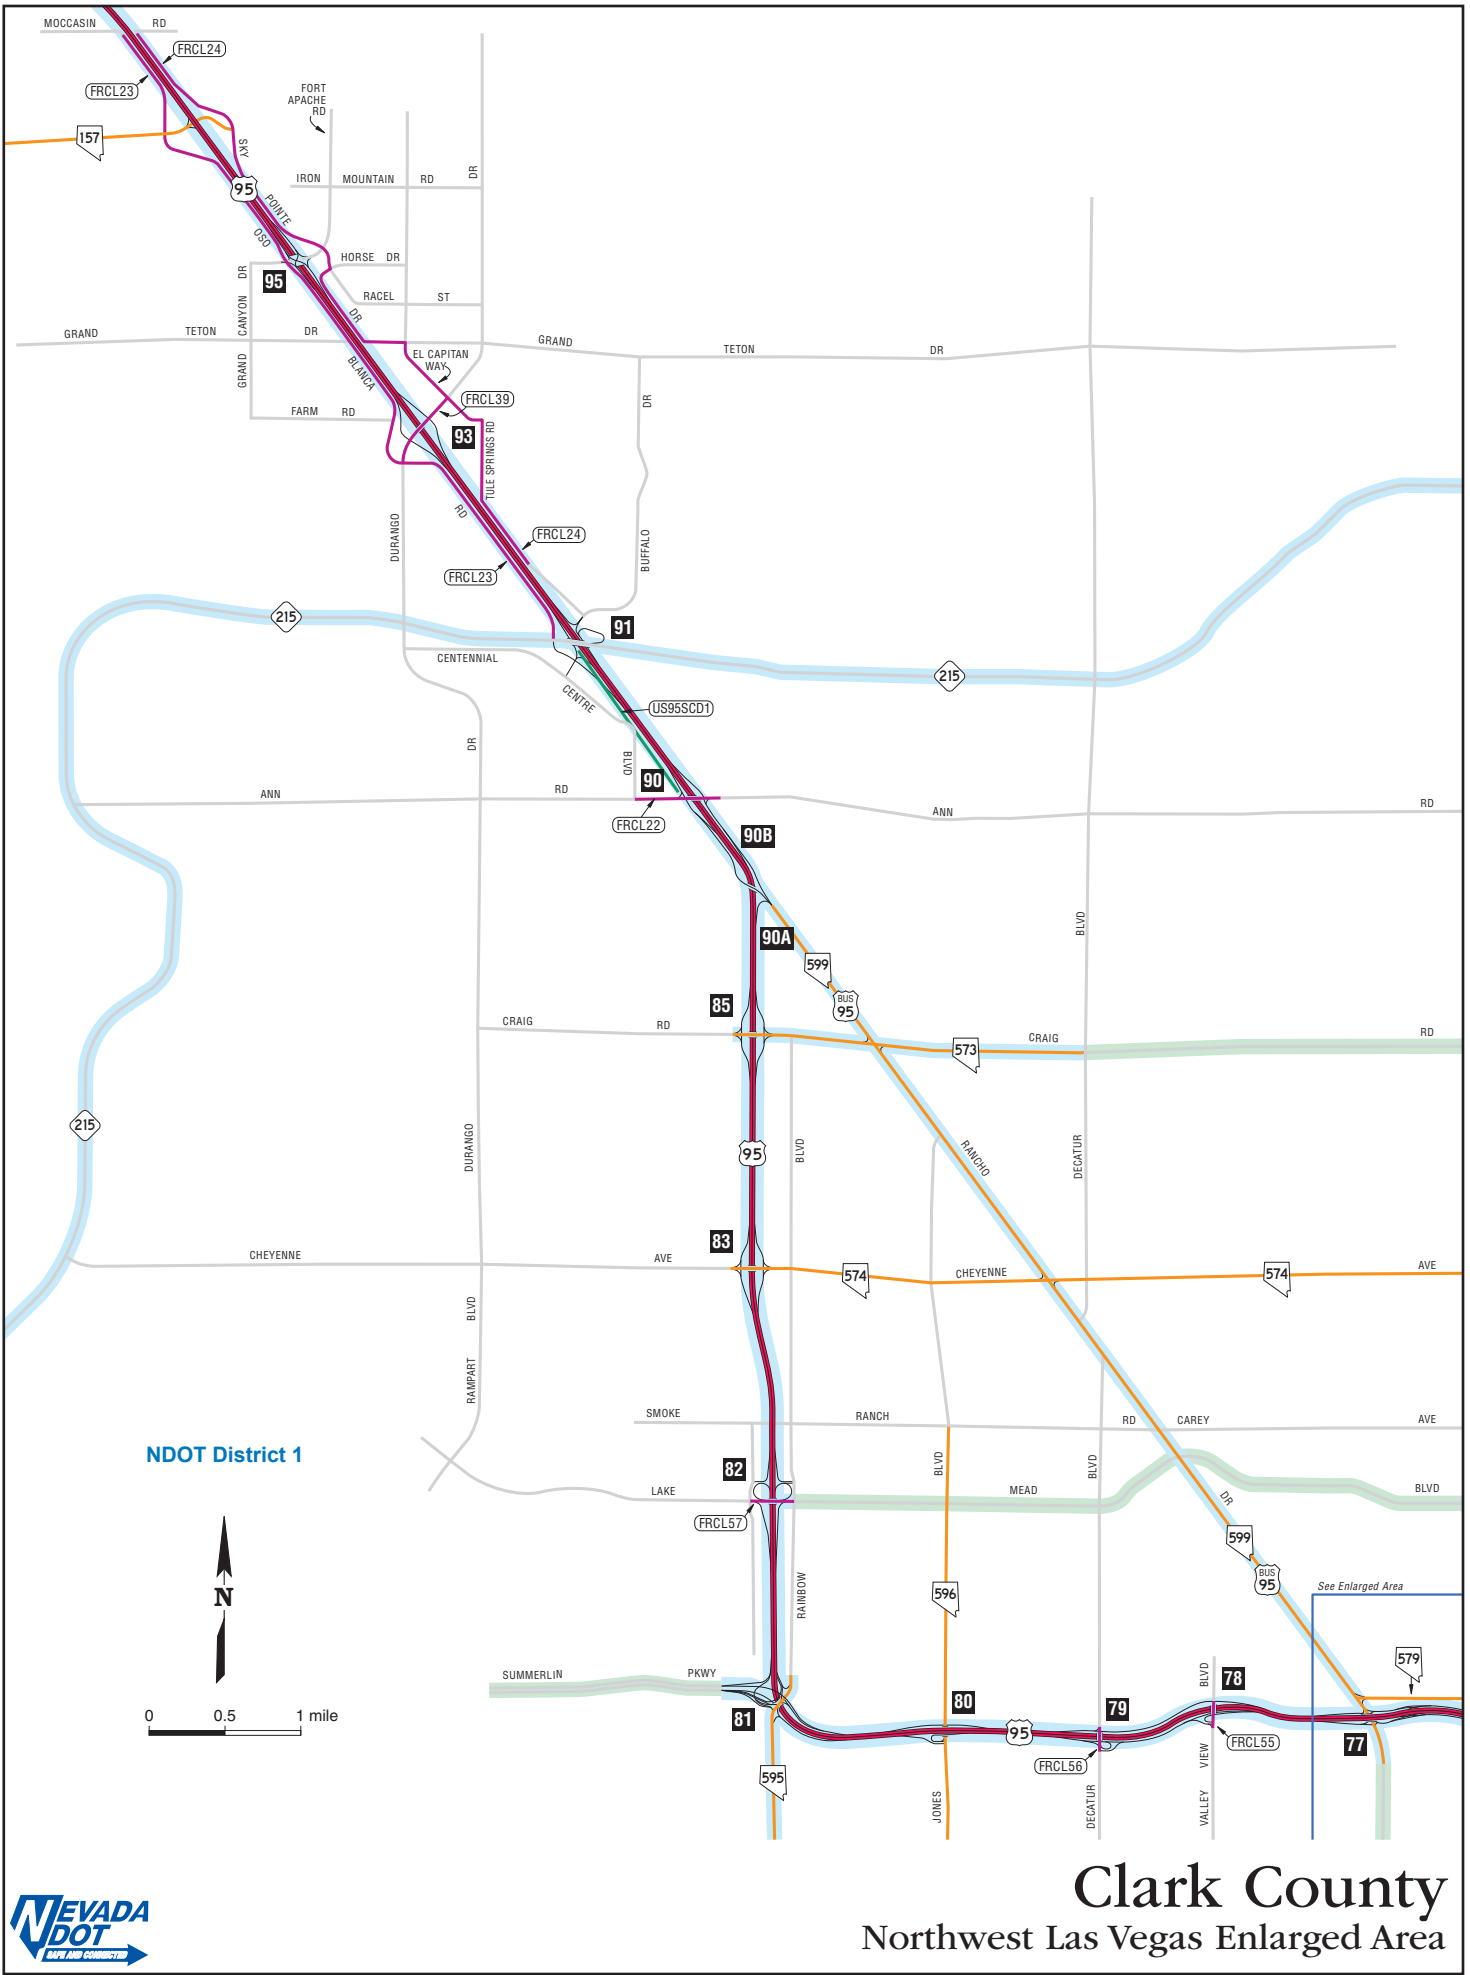 MOCCASIN RD
FRCL24
FRCL23
157
FORT
APACHE
RD
SKY
POINTE
DR
IRON MOUNTAIN RD
DR
95
OSO
BLANCA
RD
HORSE DR
95
RACEL ST
GRAND CANYON DR
GRAND TETON DR
GRAND TETON DR
EL CAPITAN
WAY
FRCL39
FARM RD
93
TULE SPRINGS RD
DURANGO
BUFFALO DR
FRCL24
FRCL23
215
91
CENTENNIAL
CENTRE
BLVD
215
US95SCD1
DR
90
ANN RD
ANN RD
FRCL22
90B
90A
599
BUS
95
BLVD
85
CRAIG RD
CRAIG RD
573
215
DURANGO
95
BLVD
RANCHO
DECATUR
83
CHEYENNE AVE
574
CHEYENNE
574
AVE
BLVD
RAMPART
SMOKE RANCH RD
CAREY AVE
NDOT District 1
82
BLVD
BLVD
LAKE MEAD BLVD
FRCL57
DR
599
BUS
95
596
RAINBOW
See Enlarged Area
N
SUMMERLIN PKWY
579
BLVD
78
0 0.5 1 mile
81
80
79
95
FRCL56
FRCL55
77
595
JONES
DECATUR
VALLEY VIEW
Clark County
Northwest Las Vegas Enlarged Area
NEVADA
DOT
SAFE AND CONNECTED